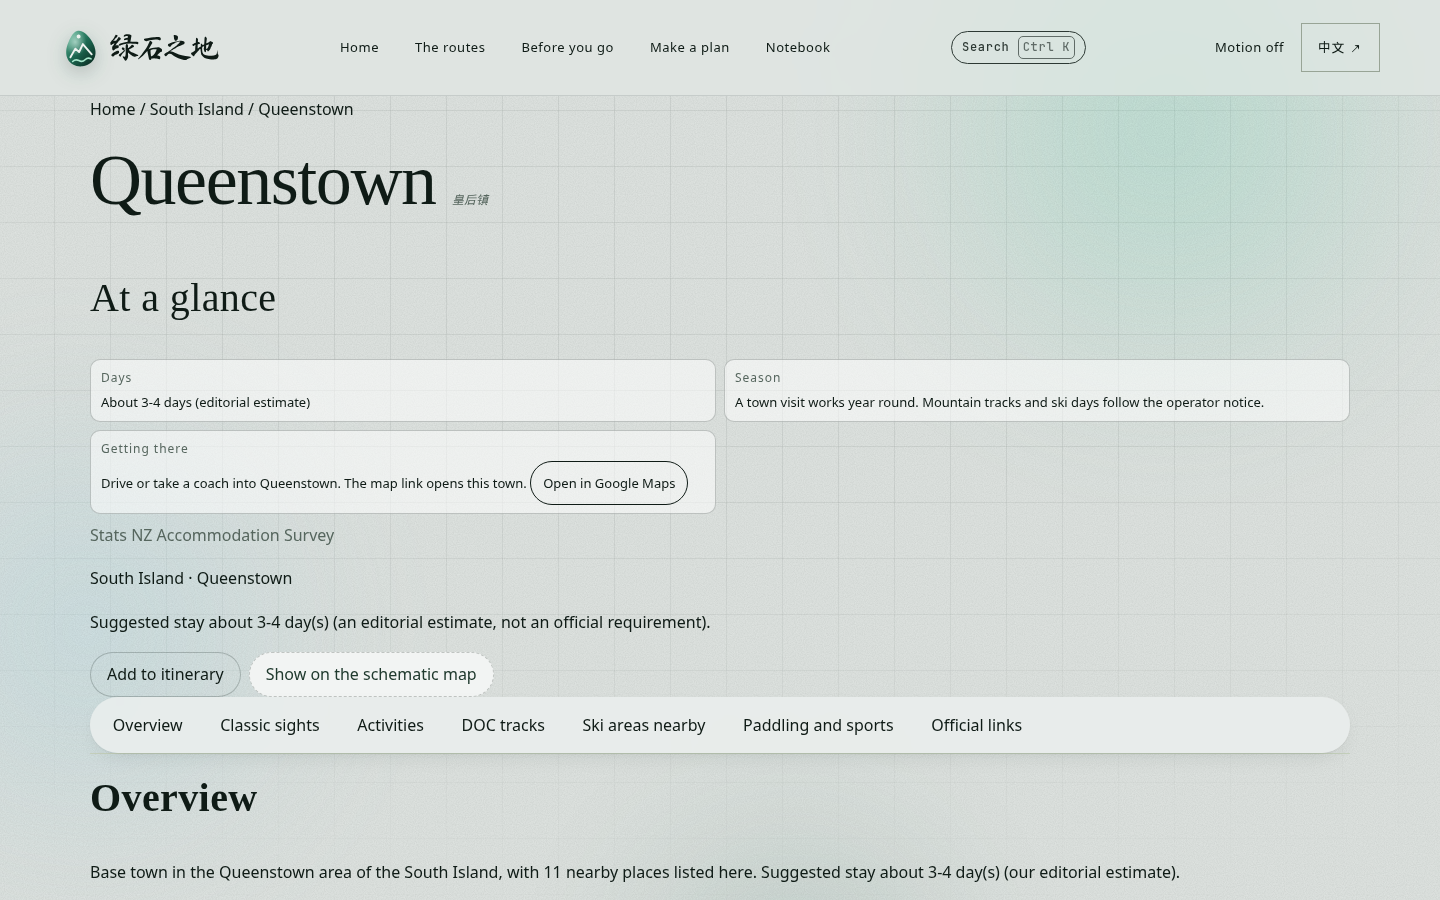 绿石之地
Home The routes Before you go Make a plan Notebook
Search Ctrl K
Motion off
中文 ↗
Home / South Island / Queenstown
Queenstown 皇后镇
At a glance
Days
About 3-4 days (editorial estimate)
Season
A town visit works year round. Mountain tracks and ski days follow the operator notice.
Getting there
Drive or take a coach into Queenstown. The map link opens this town. Open in Google Maps
Stats NZ Accommodation Survey
South Island · Queenstown
Suggested stay about 3-4 day(s) (an editorial estimate, not an official requirement).
Add to itinerary Show on the schematic map
Overview Classic sights Activities DOC tracks Ski areas nearby Paddling and sports Official links
Overview
Base town in the Queenstown area of the South Island, with 11 nearby places listed here. Suggested stay about 3-4 day(s) (our editorial estimate).